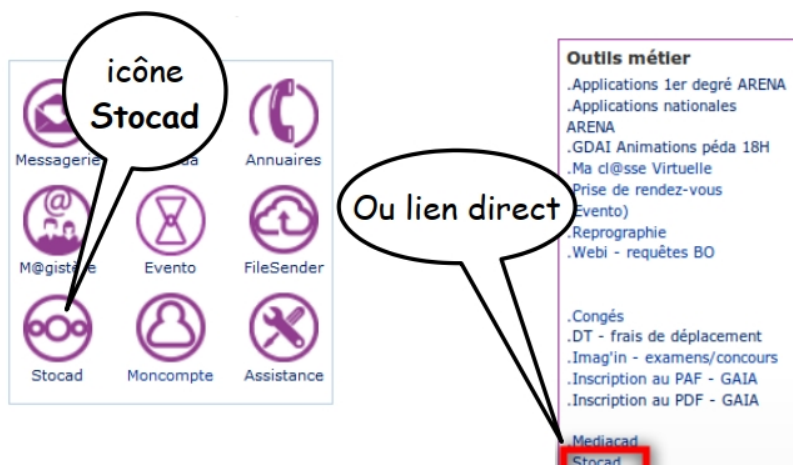 icône
Stocad
Messagerie
Annuaires
M@gistère
Evento
FileSender
Stocad
Moncompte
Assistance
Ou lien direct
Outils métier
.Applications 1er degré ARENA
.Applications nationales
ARENA
.GDAI Animations péda 18H
.Ma cl@sse Virtuelle
Prise de rendez-vous
Evento)
.Reprographie
.Webi - requêtes BO
.Congés
.DT - frais de déplacement
.Imag'in - examens/concours
.Inscription au PAF - GAIA
.Inscription au PDF - GAIA
.Mediacad
.Stocad